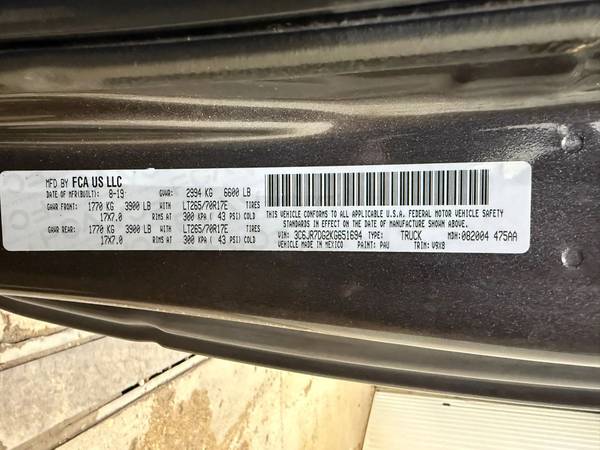 MFD BY FCA US LLC
DATE OF MFR(BUILT): 8-19 GVWR: 2994 KG 6600 LB
GAWR FRONT: 1770 KG 3900 LB WITH LT265/70R17E TIRES
17X7.0 RIMS AT 300 KPA ( 43 PSI) COLD
GAWR REAR: 1770 KG 3900 LB WITH LT265/70R17E TIRES
17X7.0 RIMS AT 300 KPA ( 43 PSI) COLD
THIS VEHICLE CONFORMS TO ALL APPLICABLE U.S.A. FEDERAL MOTOR VEHICLE SAFETY
STANDARDS IN EFFECT ON THE DATE OF MANUFACTURE SHOWN ABOVE.
VIN: 3C6JR7DG2KG651694 TYPE: TRUCK MDH: 082004 475AA
VEHICLE MADE IN MEXICO PAINT: PAU TRIM: V9X8